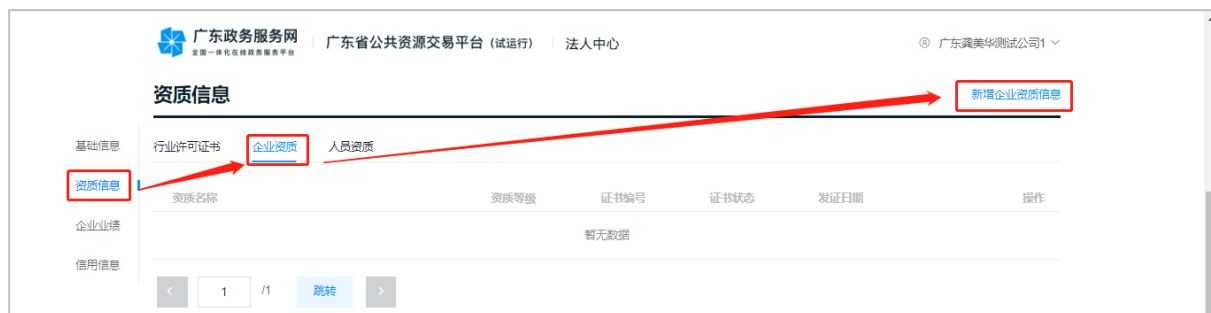 广东政务服务网
全国一体化在线政务服务平台
广东省公共资源交易平台（试运行）
法人中心
广东龚美华测试公司1
资质信息
新增企业资质信息
基础信息
资质信息
企业业绩
信用信息
行业许可证书 企业资质 人员资质
资质名称 资质等级 证书编号 证书状态 发证日期 操作
暂无数据
< 1 /1 跳转 >